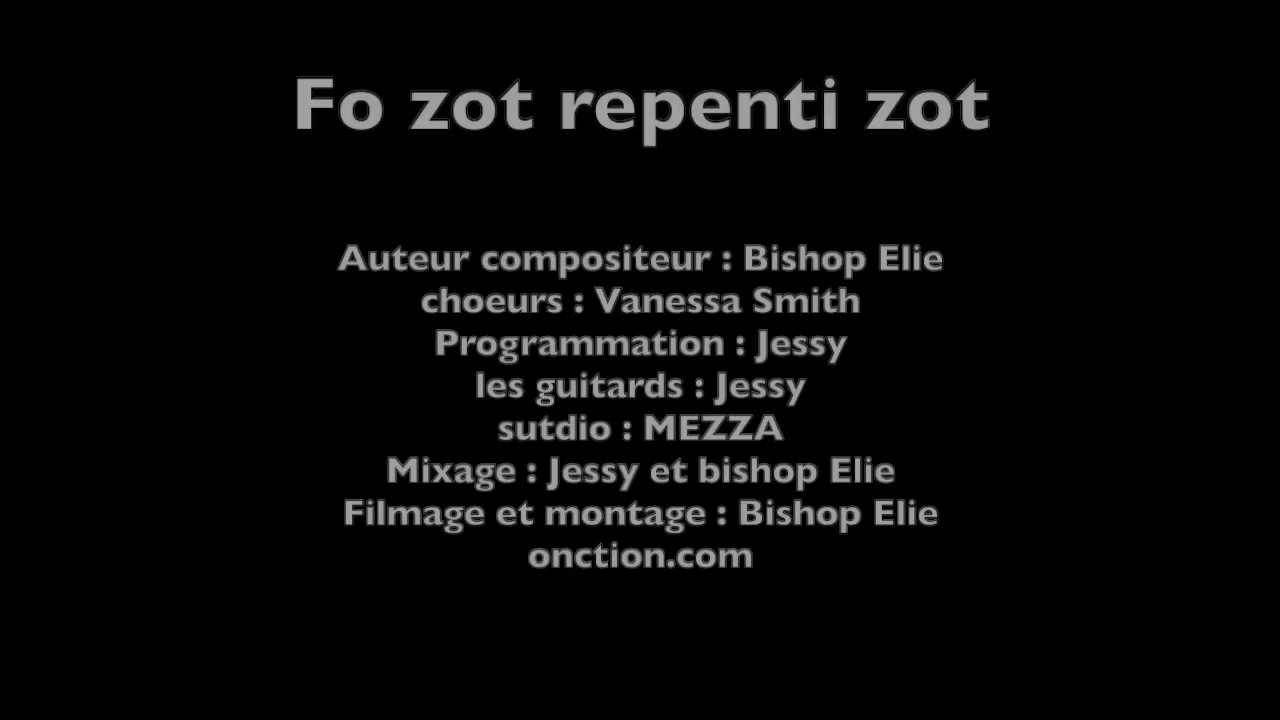 Fo zot repenti zot
Auteur compositeur : Bishop Elie
choeurs : Vanessa Smith
Programmation : Jessy
les guitards : Jessy
sutdio : MEZZA
Mixage : Jessy et bishop Elie
Filmage et montage : Bishop Elie
onction.com